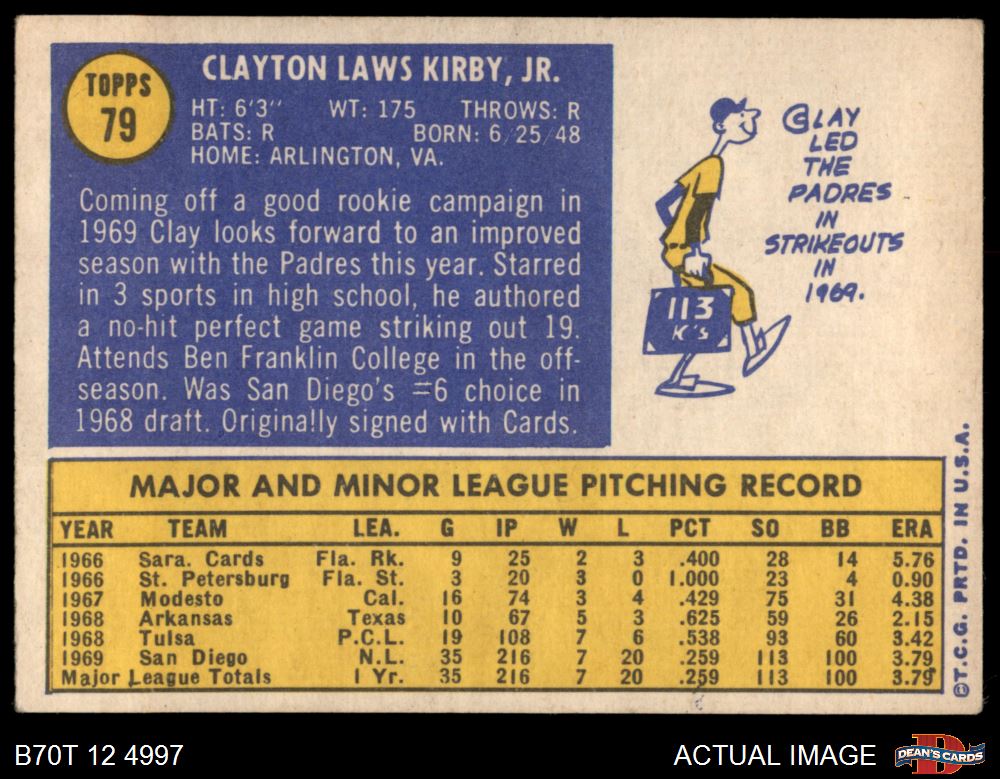 TOPPS
79
CLAYTON LAWS KIRBY, JR.
HT: 6'3" WT: 175 THROWS: R
BATS: R BORN: 6/25/48
HOME: ARLINGTON, VA.
Coming off a good rookie campaign in
1969 Clay looks forward to an improved
season with the Padres this year. Starred
in 3 sports in high school, he authored
a no-hit perfect game striking out 19.
Attends Ben Franklin College in the off-
season. Was San Diego's #6 choice in
1968 draft. Originally signed with Cards.
CLAY
LED
THE
PADRES
IN
STRIKEOUTS
IN
1969.
113
K's
MAJOR AND MINOR LEAGUE PITCHING RECORD
YEAR TEAM LEA. G IP W L PCT SO BB ERA
1966 Sara. Cards Fla. Rk. 9 25 2 3 .400 28 14 5.76
1966 St. Petersburg Fla. St. 3 20 3 0 1.000 23 4 0.90
1967 Modesto Cal. 16 74 3 4 .429 75 31 4.38
1968 Arkansas Texas 10 67 5 3 .625 59 26 2.15
1968 Tulsa P.C.L. 19 108 7 6 .538 93 60 3.42
1969 San Diego N.L. 35 216 7 20 .259 113 100 3.79
Major League Totals 1 Yr. 35 216 7 20 .259 113 100 3.79
©T.C.G. PRTD. IN U.S.A.
B70T 12 4997
ACTUAL IMAGE
DEAN'S CARDS